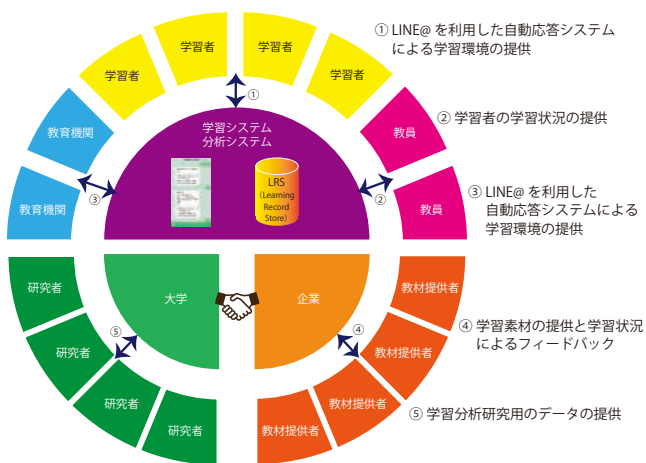 ① LINE@ を利用した自動応答システム
による学習環境の提供
学習者
学習者
学習者
学習者
①
教育機関
教育機関
③
学習システム
分析システム
LRS
(Learning
Record
Store)
教員
教員
②
② 学習者の学習状況の提供
③ LINE@ を利用した
自動応答システムによる
学習環境の提供
大学
企業
研究者
研究者
研究者
研究者
⑤
教材提供者
教材提供者
教材提供者
教材提供者
④
④ 学習素材の提供と学習状況
によるフィードバック
⑤ 学習分析研究用のデータの提供